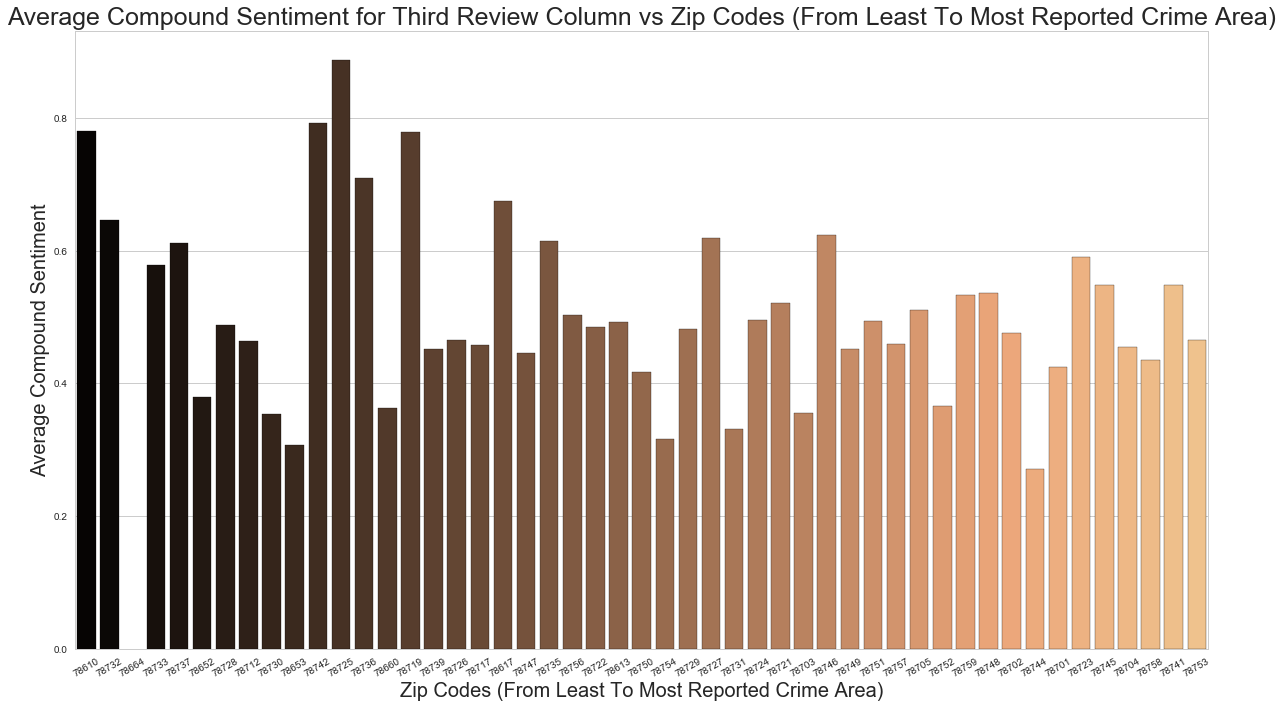 Average Compound Sentiment for Third Review Column vs Zip Codes (From Least To Most Reported Crime Area)
Average Compound Sentiment
0.8
0.6
0.4
0.2
0.0
78610 78732 78664 78733 78737 78652 78728 78712 78730 78653 78742 78725 78736 78660 78719 78739 78726 78717 78617 78747 78735 78756 78722 78613 78750 78754 78729 78727 78731 78724 78721 78703 78746 78749 78751 78757 78705 78752 78759 78748 78702 78744 78701 78723 78745 78704 78758 78741 78753
Zip Codes (From Least To Most Reported Crime Area)